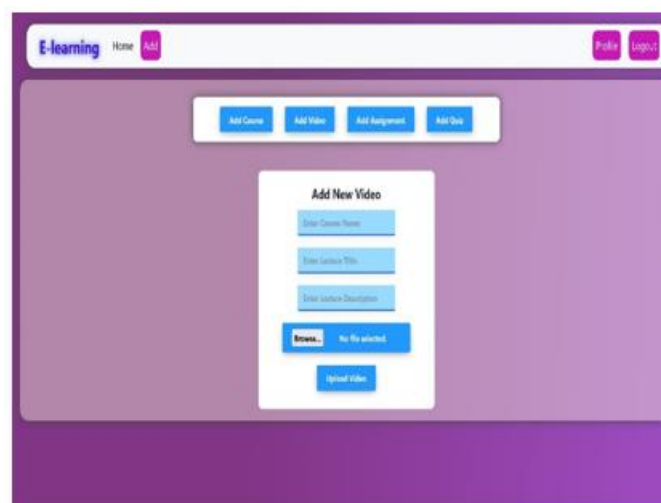 E-learning Home Add Profile Logout
Add Course Add Video Add Assignment Add Quiz
Add New Video
Enter Course Name
Enter Lecture Title
Enter Lecture Description
Browse... No file selected.
Upload Video